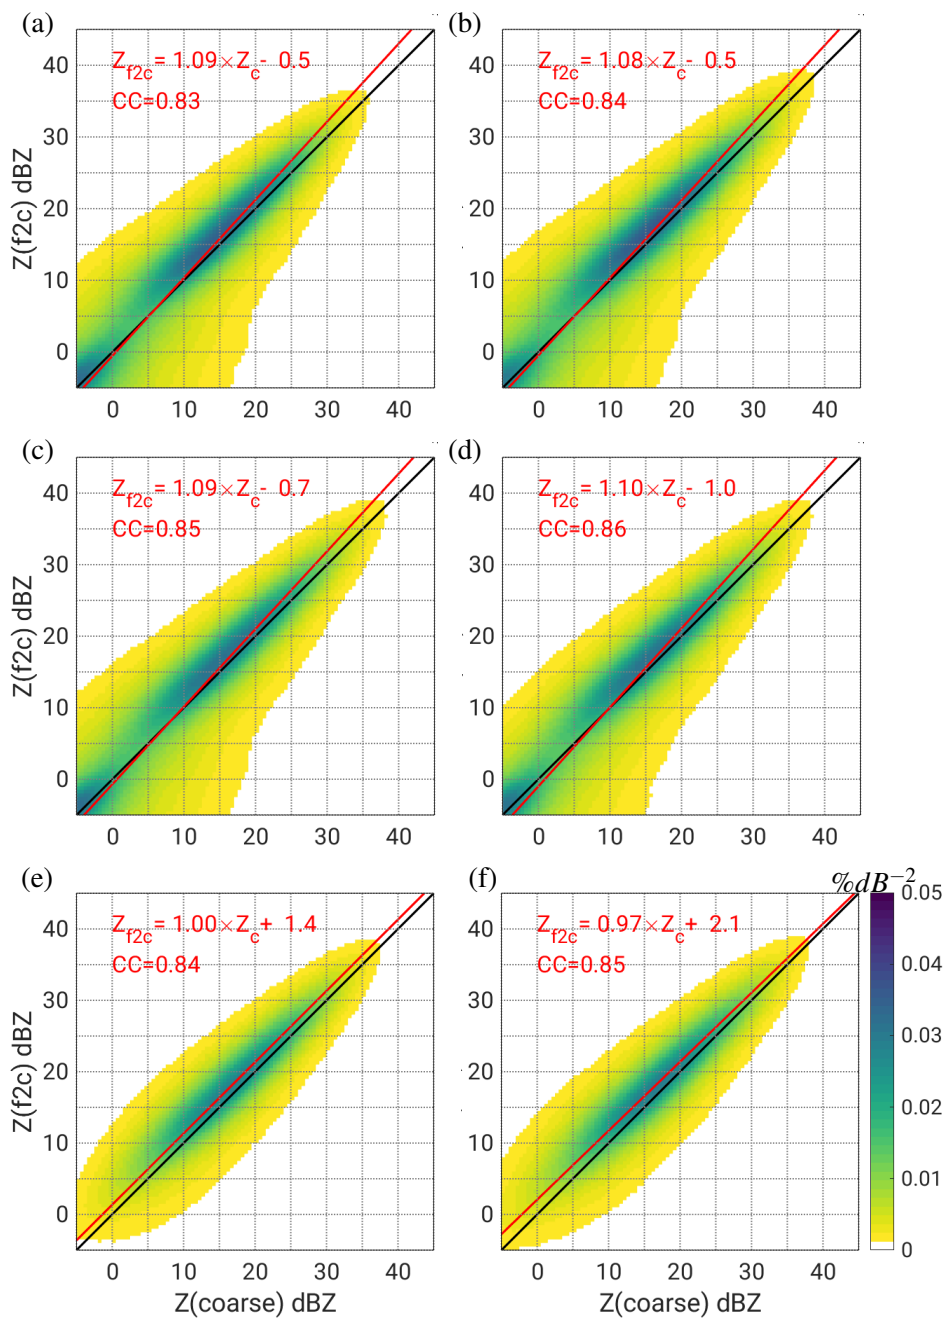 (a)
Z_f2c = 1.09×Z_c - 0.5
CC=0.83
40
30
20
10
0
Z(f2c) dBZ
0 10 20 30 40
(b)
Z_f2c = 1.08×Z_c - 0.5
CC=0.84
40
30
20
10
0
0 10 20 30 40
(c)
Z_f2c = 1.09×Z_c - 0.7
CC=0.85
40
30
20
10
0
Z(f2c) dBZ
0 10 20 30 40
(d)
Z_f2c = 1.10×Z_c - 1.0
CC=0.86
40
30
20
10
0
0 10 20 30 40
(e)
Z_f2c = 1.00×Z_c + 1.4
CC=0.84
40
30
20
10
0
Z(f2c) dBZ
0 10 20 30 40
Z(coarse) dBZ
(f)
Z_f2c = 0.97×Z_c + 2.1
CC=0.85
40
30
20
10
0
0 10 20 30 40
Z(coarse) dBZ
%dB⁻²
0.05
0.04
0.03
0.02
0.01
0